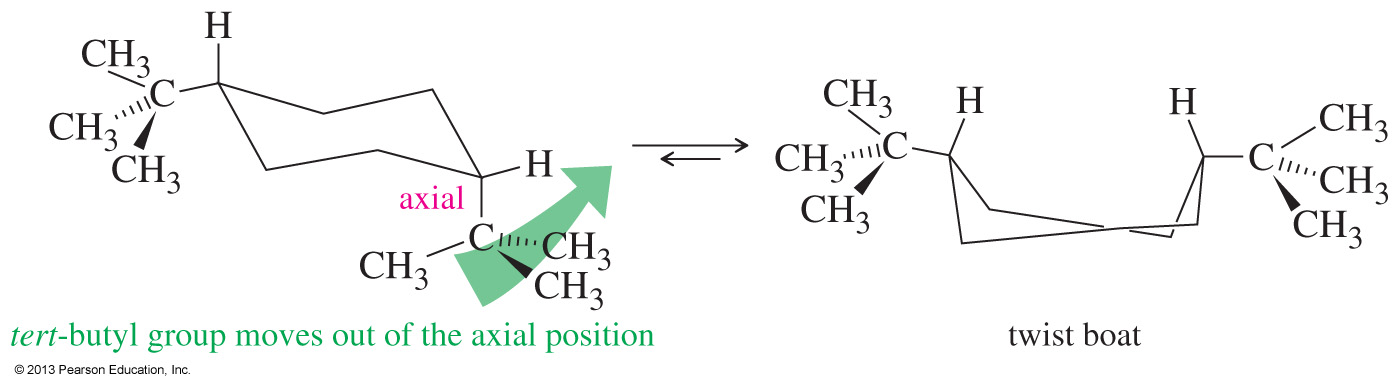 H
CH₃
C
CH₃
CH₃
H
axial
C
CH₃
CH₃
CH₃
H
CH₃
C
CH₃
CH₃
H
C
CH₃
CH₃
CH₃
tert-butyl group moves out of the axial position
twist boat
© 2013 Pearson Education, Inc.